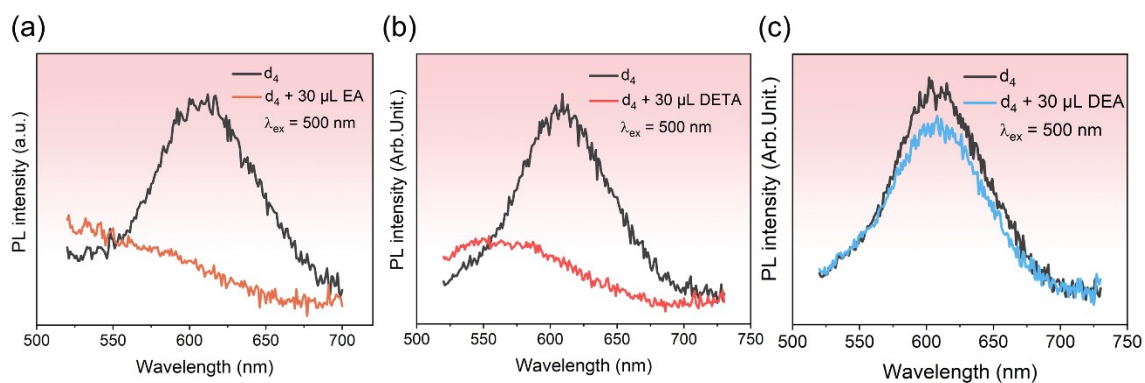 (a)
PL intensity (a.u.)
d₄
d₄ + 30 µL EA
λex = 500 nm
500 550 600 650 700
Wavelength (nm)
(b)
PL intensity (Arb.Unit.)
d₄
d₄ + 30 µL DETA
λex = 500 nm
500 550 600 650 700 750
Wavelength (nm)
(c)
PL intensity (Arb.Unit.)
d₄
d₄ + 30 µL DEA
λex = 500 nm
500 550 600 650 700 750
Wavelength (nm)